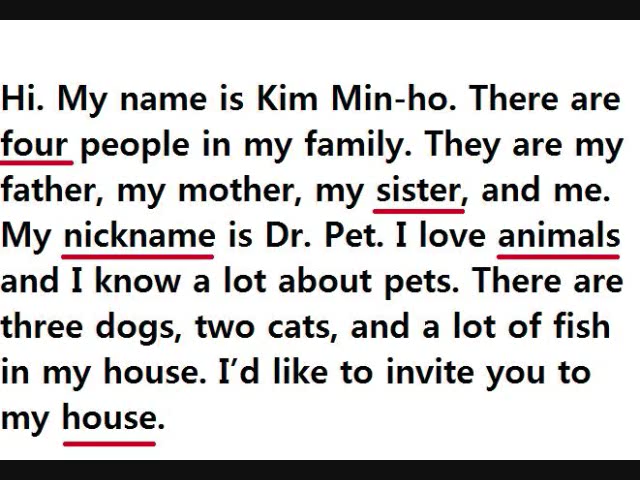 Hi. My name is Kim Min-ho. There are
four people in my family. They are my
father, my mother, my sister, and me.
My nickname is Dr. Pet. I love animals
and I know a lot about pets. There are
three dogs, two cats, and a lot of fish
in my house. I’d like to invite you to
my house.